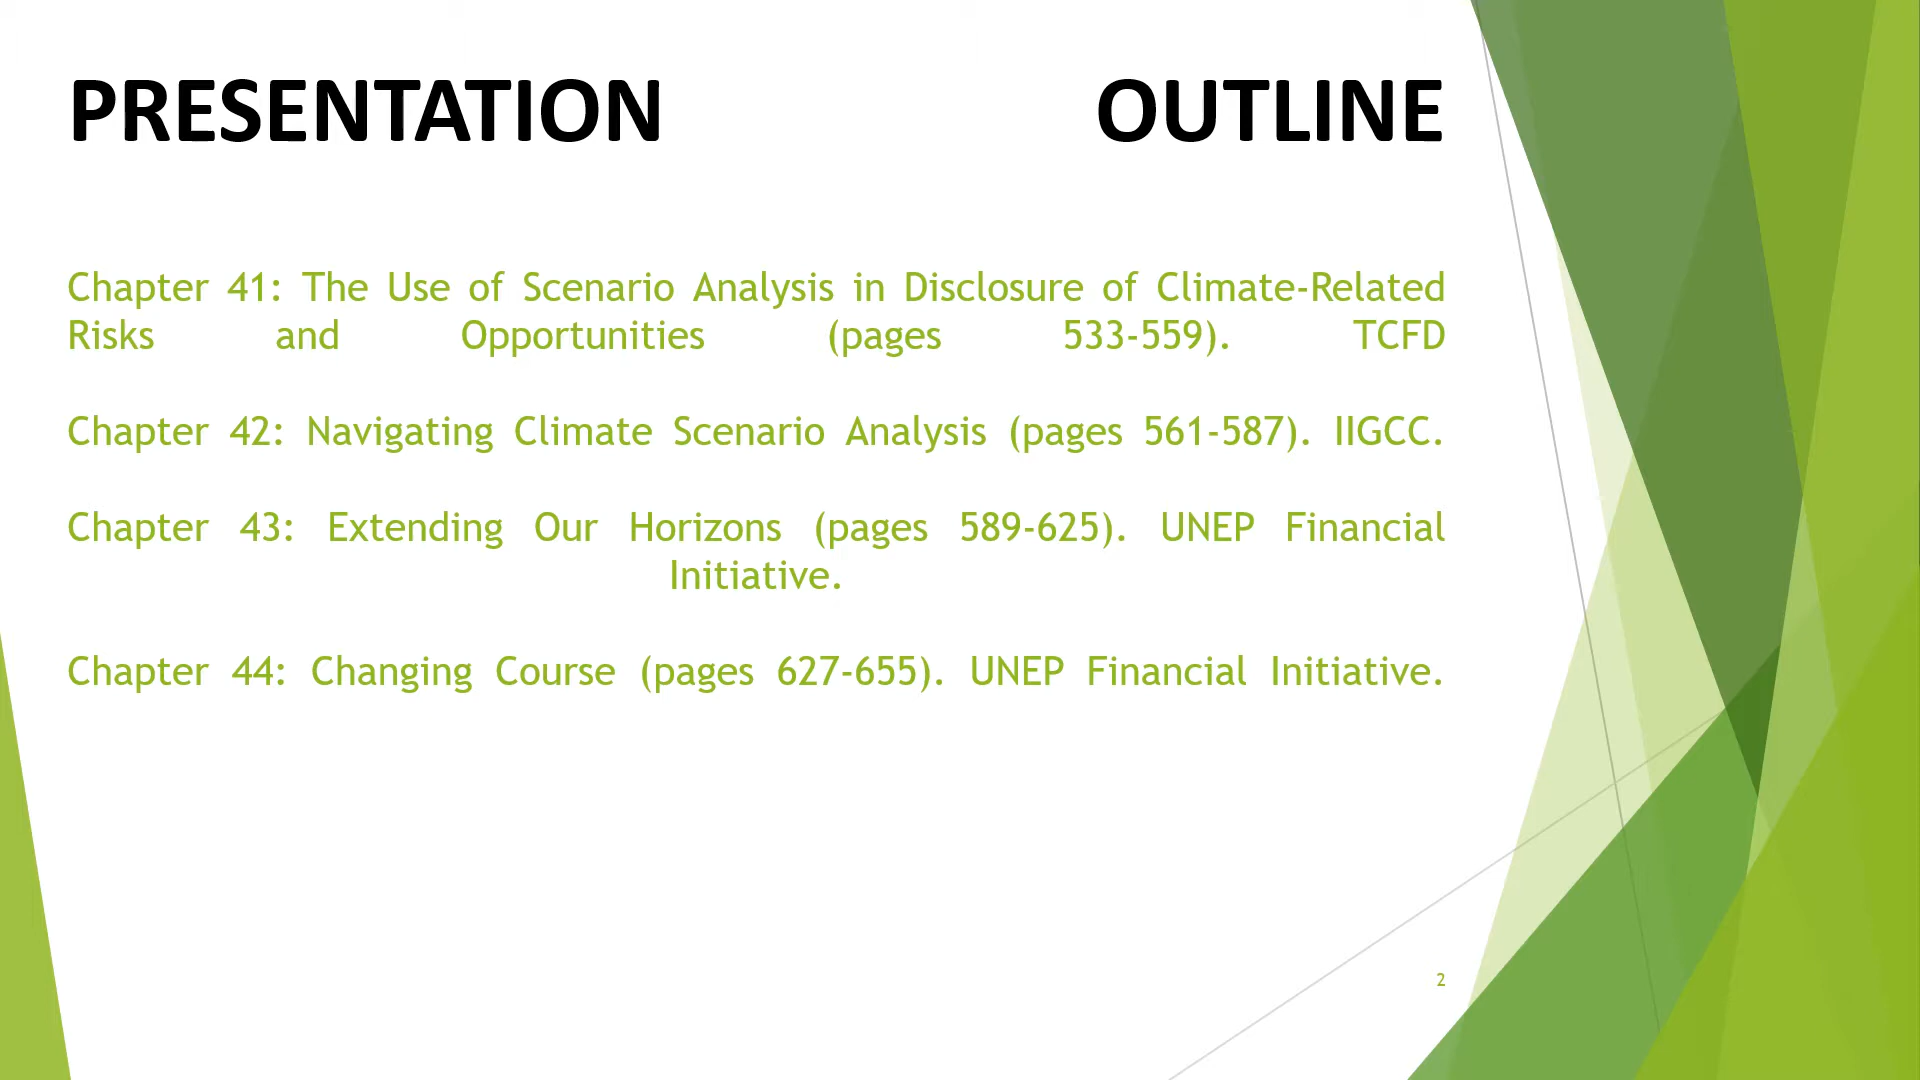 PRESENTATION OUTLINE
Chapter 41: The Use of Scenario Analysis in Disclosure of Climate-Related
Risks and Opportunities (pages 533-559). TCFD
Chapter 42: Navigating Climate Scenario Analysis (pages 561-587). IIGCC.
Chapter 43: Extending Our Horizons (pages 589-625). UNEP Financial
Initiative.
Chapter 44: Changing Course (pages 627-655). UNEP Financial Initiative.
2